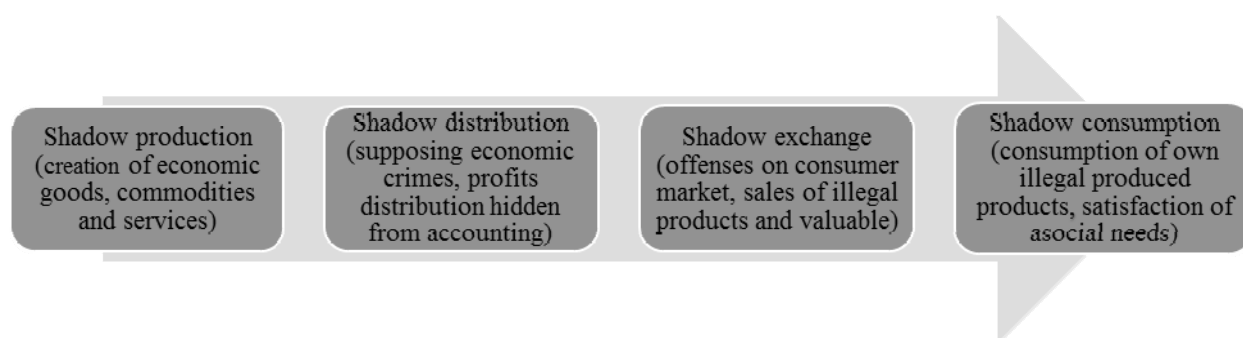 Shadow production
(creation of economic
goods, commodities
and services)
Shadow distribution
(supposing economic
crimes, profits
distribution hidden
from accounting)
Shadow exchange
(offenses on consumer
market, sales of illegal
products and valuable)
Shadow consumption
(consumption of own
illegal produced
products, satisfaction of
asocial needs)